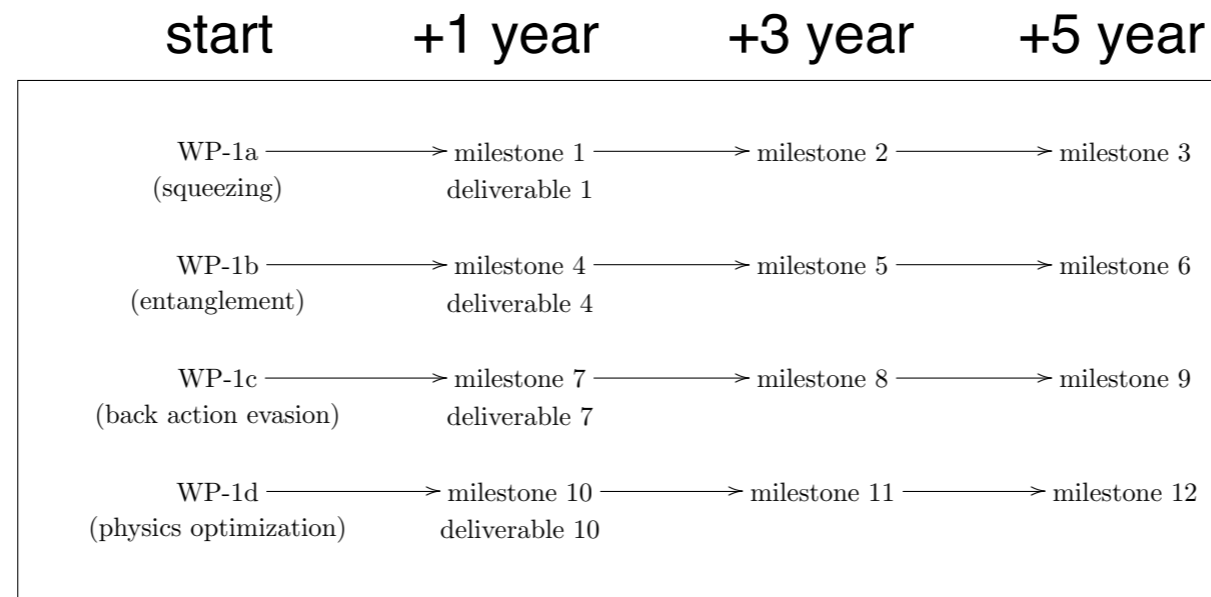 start +1 year +3 year +5 year
WP-1a milestone 1 milestone 2 milestone 3
(squeezing) deliverable 1
WP-1b milestone 4 milestone 5 milestone 6
(entanglement) deliverable 4
WP-1c milestone 7 milestone 8 milestone 9
(back action evasion) deliverable 7
WP-1d milestone 10 milestone 11 milestone 12
(physics optimization) deliverable 10